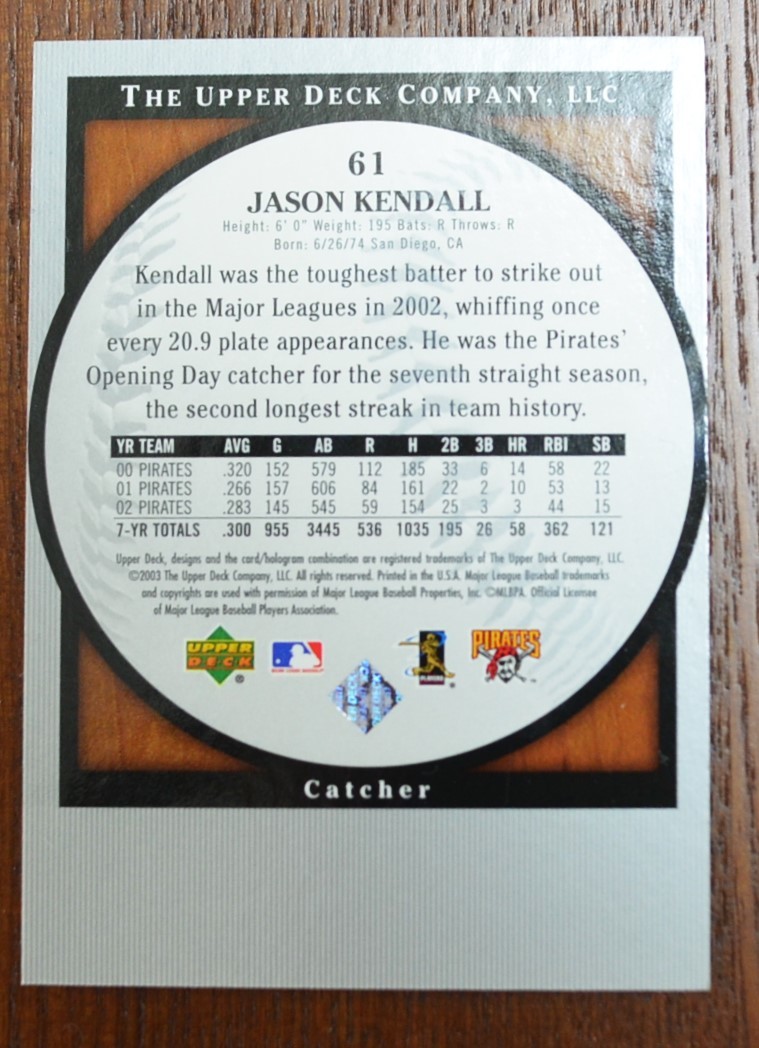 THE UPPER DECK COMPANY, LLC
61
JASON KENDALL
Height: 6' 0" Weight: 195 Bats: R Throws: R
Born: 6/26/74 San Diego, CA
Kendall was the toughest batter to strike out
in the Major Leagues in 2002, whiffing once
every 20.9 plate appearances. He was the Pirates'
Opening Day catcher for the seventh straight season,
the second longest streak in team history.
YR TEAM AVG G AB R H 2B 3B HR RBI SB
00 PIRATES .320 152 579 112 185 33 6 14 58 22
01 PIRATES .266 157 606 84 161 22 2 10 53 13
02 PIRATES .283 145 545 59 154 25 3 3 44 15
7-YR TOTALS .300 955 3445 536 1035 195 26 58 362 121
Upper Deck, designs and the card/hologram combination are registered trademarks of The Upper Deck Company, LLC.
©2003 The Upper Deck Company, LLC. All rights reserved. Printed in the U.S.A. Major League Baseball trademarks
and copyrights are used with permission of Major League Baseball Properties, Inc. ©MLBPA. Official Licensee
of Major League Baseball Players Association.
UPPER
DECK
®
PLAYERS
®
PIRATES
Catcher